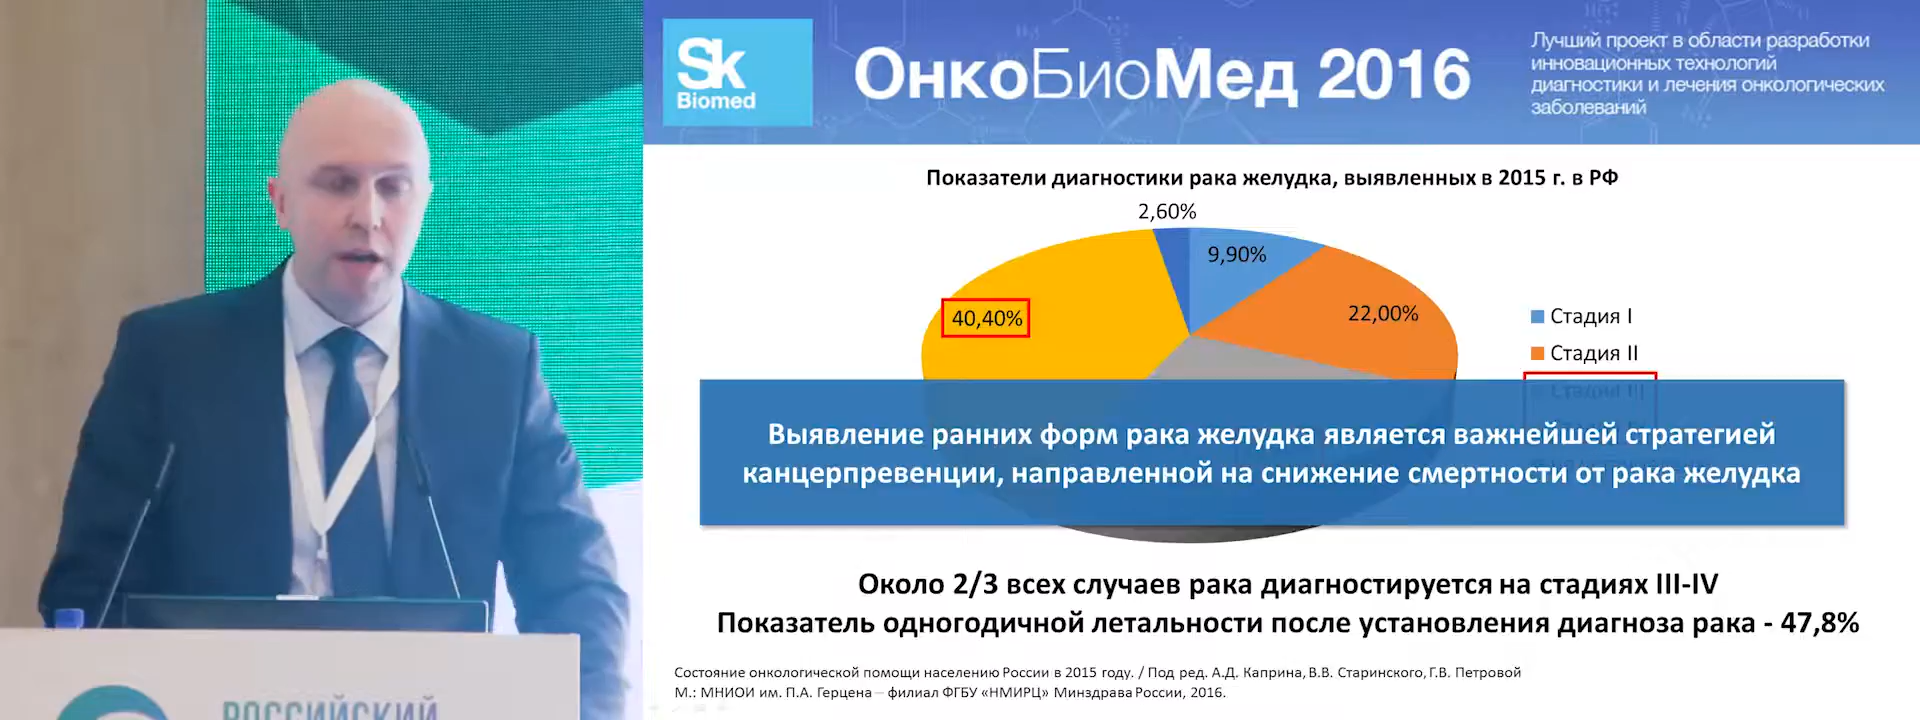 Sk
Biomed
ОнкоБиоМед 2016
Лучший проект в области разработки
инновационных технологий
диагностики и лечения онкологических
заболеваний
Показатели диагностики рака желудка, выявленных в 2015 г. в РФ
2,60%
9,90%
40,40%
22,00%
Стадия I
Стадия II
Стадия III
Выявление ранних форм рака желудка является важнейшей стратегией
канцерпревенции, направленной на снижение смертности от рака желудка
Около 2/3 всех случаев рака диагностируется на стадиях III-IV
Показатель одногодичной летальности после установления диагноза рака - 47,8%
Состояние онкологической помощи населению России в 2015 году. / Под ред. А.Д. Каприна, В.В. Старинского, Г.В. Петровой
М.: МНИОИ им. П.А. Герцена – филиал ФГБУ «НМИРЦ» Минздрава России, 2016.
РОССИЙСКИЙ